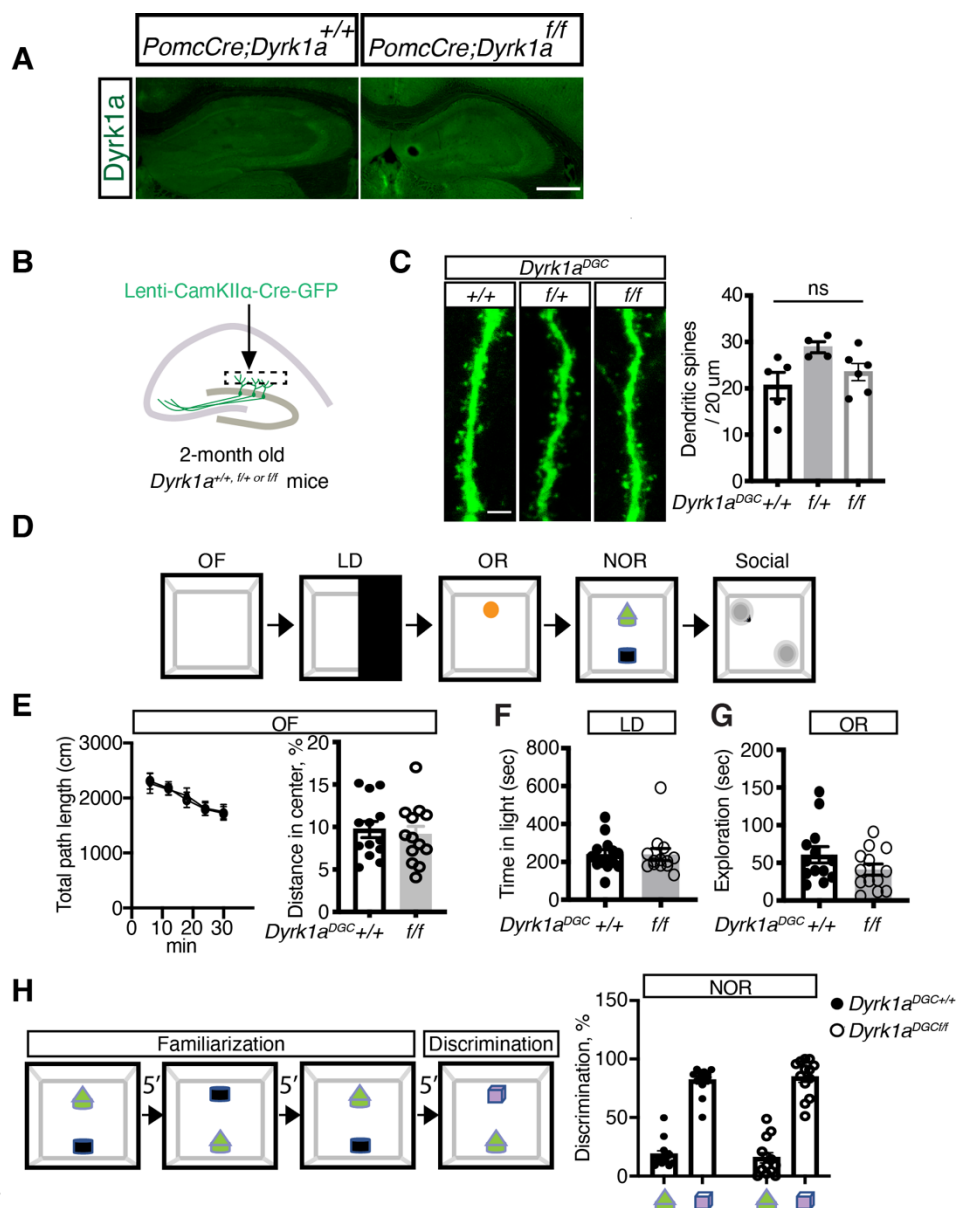 A
PomcCre;Dyrk1a+/+
PomcCre;Dyrk1af/f
Dyrk1a
B
Lenti-CamKIIα-Cre-GFP
2-month old
Dyrk1a+/+, f/+ or f/f mice
C
Dyrk1aDGC
+/+ f/+ f/f
Dendritic spines
/ 20 um
40
30
20
10
0
ns
Dyrk1aDGC +/+ f/+ f/f
D
OF LD OR NOR Social
E
OF
Total path length (cm)
3000
2000
1000
0
0 10 20 30
min
Distance in center, %
20
15
10
5
0
Dyrk1aDGC +/+ f/f
F
LD
Time in light (sec)
800
600
400
200
0
Dyrk1aDGC +/+ f/f
G
OR
Exploration (sec)
200
150
100
50
0
Dyrk1aDGC +/+ f/f
H
Familiarization
Discrimination
5′ 5′ 5′
NOR
Discrimination, %
150
100
50
0
Dyrk1aDGC+/+
Dyrk1aDGCf/f